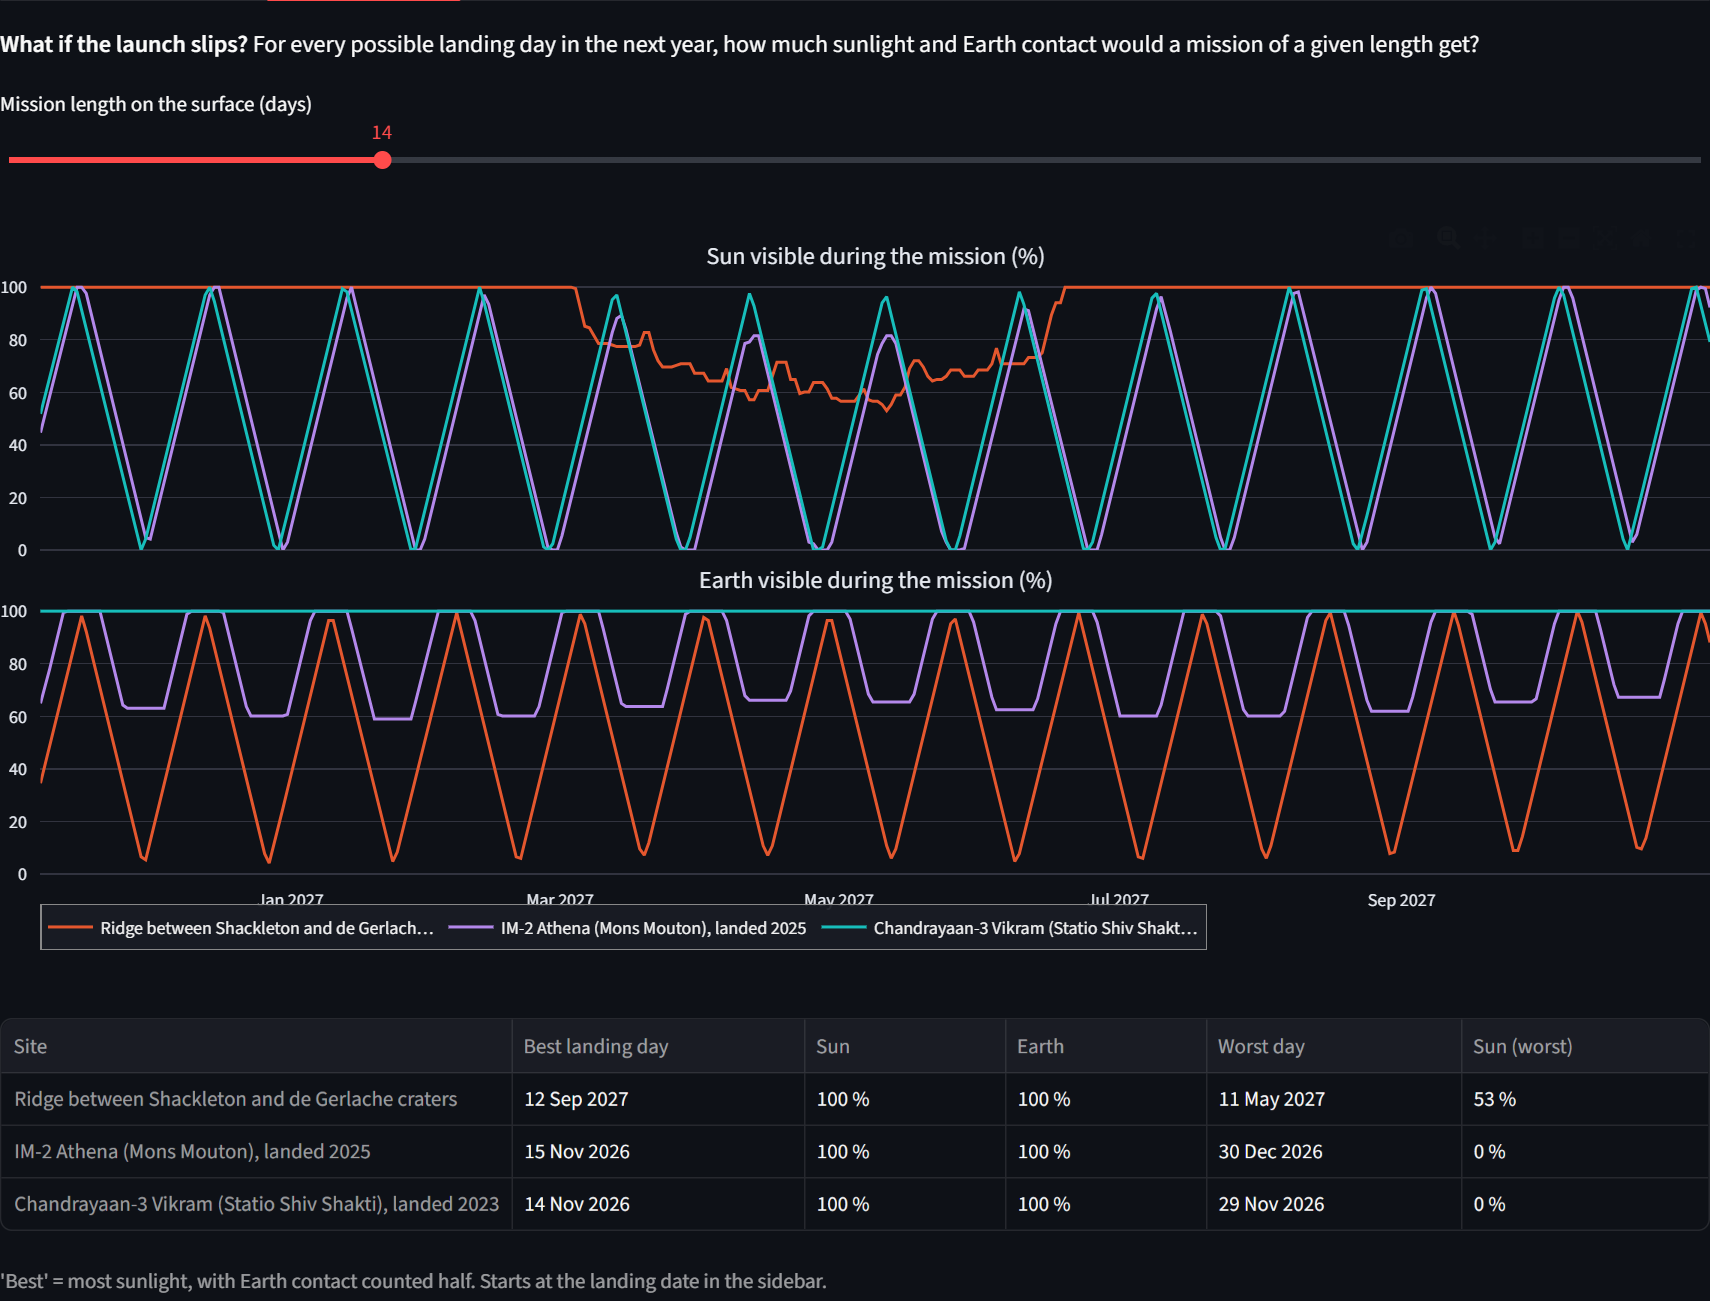 What if the launch slips? For every possible landing day in the next year, how much sunlight and Earth contact would a mission of a given length get?
Mission length on the surface (days)
14
Sun visible during the mission (%)
100
80
60
40
20
0
Earth visible during the mission (%)
100
80
60
40
20
0
Jan 2027 Mar 2027 May 2027 Jul 2027 Sep 2027
Ridge between Shackleton and de Gerlach… IM-2 Athena (Mons Mouton), landed 2025 Chandrayaan-3 Vikram (Statio Shiv Shakt…
Site Best landing day Sun Earth Worst day Sun (worst)
Ridge between Shackleton and de Gerlache craters 12 Sep 2027 100 % 100 % 11 May 2027 53 %
IM-2 Athena (Mons Mouton), landed 2025 15 Nov 2026 100 % 100 % 30 Dec 2026 0 %
Chandrayaan-3 Vikram (Statio Shiv Shakti), landed 2023 14 Nov 2026 100 % 100 % 29 Nov 2026 0 %
'Best' = most sunlight, with Earth contact counted half. Starts at the landing date in the sidebar.